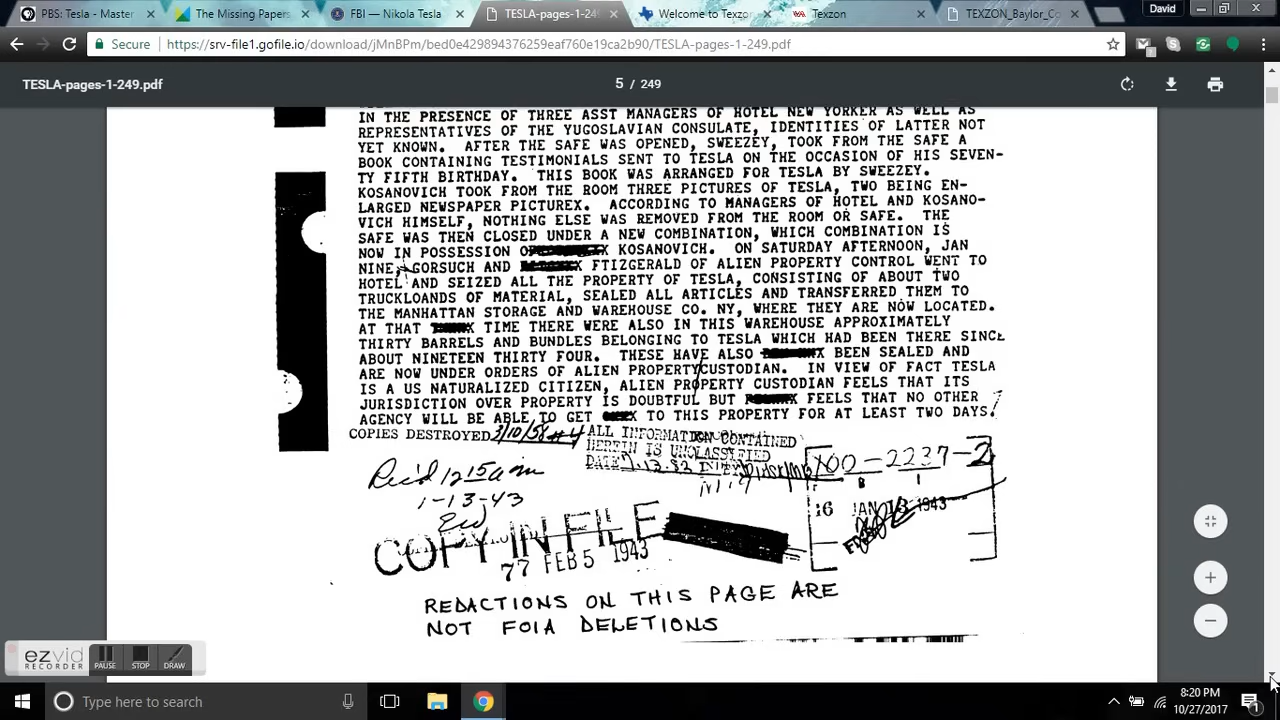 PBS: Tesla - Master
The Missing Papers
FBI — Nikola Tesla
TESLA-pages-1-249
Welcome to Texzon
Texzon
TEXZON_Baylor_Co
David
Secure
https://srv-file1.gofile.io/download/jMnBPm/bed0e429894376259eaf760e19ca2b90/TESLA-pages-1-249.pdf
TESLA-pages-1-249.pdf
5 / 249
IN THE PRESENCE OF THREE ASST MANAGERS OF HOTEL NEW YORKER AS WELL AS
REPRESENTATIVES OF THE YUGOSLAVIAN CONSULATE, IDENTITIES OF LATTER NOT
YET KNOWN. AFTER THE SAFE WAS OPENED, SWEEZEY, TOOK FROM THE SAFE A
BOOK CONTAINING TESTIMONIALS SENT TO TESLA ON THE OCCASION OF HIS SEVEN-
TY FIFTH BIRTHDAY. THIS BOOK WAS ARRANGED FOR TESLA BY SWEEZEY.
KOSANOVICH TOOK FROM THE ROOM THREE PICTURES OF TESLA, TWO BEING EN-
LARGED NEWSPAPER PICTUREX. ACCORDING TO MANAGERS OF HOTEL AND KOSANO-
VICH HIMSELF, NOTHING ELSE WAS REMOVED FROM THE ROOM OR SAFE. THE
SAFE WAS THEN CLOSED UNDER A NEW COMBINATION, WHICH COMBINATION IS
NOW IN POSSESSION O X KOSANOVICH. ON SATURDAY AFTERNOON, JAN
NINE, GORSUCH AND X FTIZGERALD OF ALIEN PROPERTY CONTROL WENT TO
HOTEL AND SEIZED ALL THE PROPERTY OF TESLA, CONSISTING OF ABOUT TWO
TRUCKLOANDS OF MATERIAL, SEALED ALL ARTICLES AND TRANSFERRED THEM TO
THE MANHATTAN STORAGE AND WAREHOUSE CO. NY, WHERE THEY ARE NOW LOCATED.
AT THAT X TIME THERE WERE ALSO IN THIS WAREHOUSE APPROXIMATELY
THIRTY BARRELS AND BUNDLES BELONGING TO TESLA WHICH HAD BEEN THERE SINCE
ABOUT NINETEEN THIRTY FOUR. THESE HAVE ALSO X BEEN SEALED AND
ARE NOW UNDER ORDERS OF ALIEN PROPERTY CUSTODIAN. IN VIEW OF FACT TESLA
IS A US NATURALIZED CITIZEN, ALIEN PROPERTY CUSTODIAN FEELS THAT ITS
JURISDICTION OVER PROPERTY IS DOUBTFUL BUT X FEELS THAT NO OTHER
AGENCY WILL BE ABLE TO GET X TO THIS PROPERTY FOR AT LEAST TWO DAYS.
COPIES DESTROYED 3/10/58 #4
ALL INFORMATION CONTAINED
HEREIN IS UNCLASSIFIED
DATE
100-2237-2
Rec'd 12 15 am
1-13-43
16 JAN 13 1943
COPY IN FILE
77 FEB 5 1943
REDACTIONS ON THIS PAGE ARE
NOT FOIA DELETIONS
ezvid
RECORDER
PAUSE
STOP
DRAW
Type here to search
8:20 PM
10/27/2017